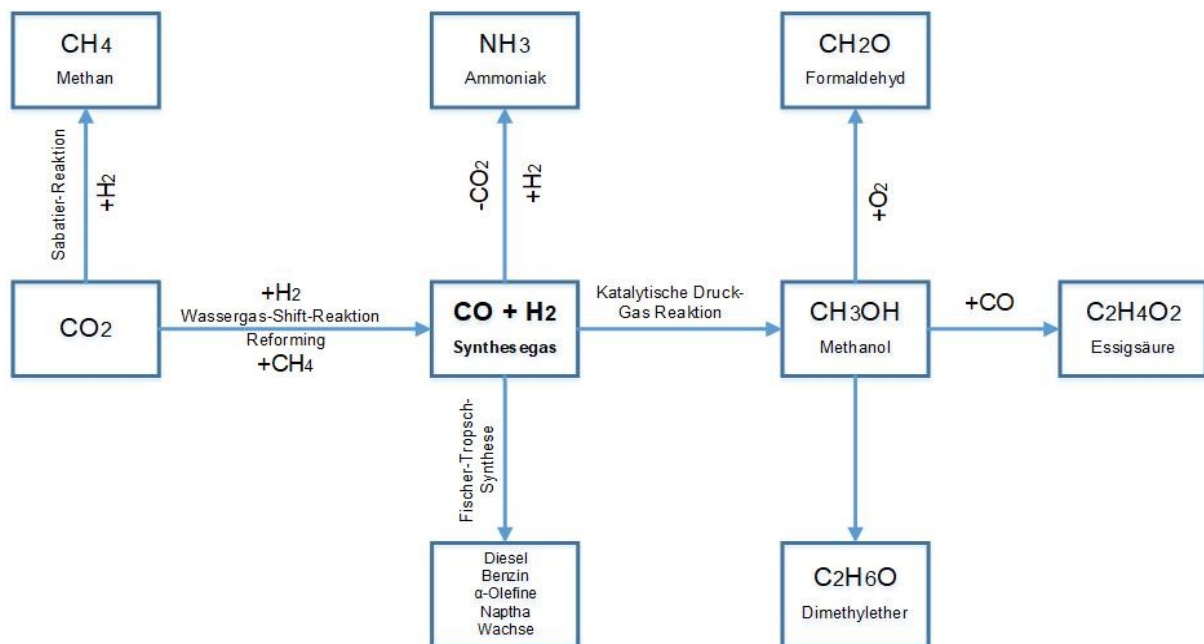 CH4
Methan
NH3
Ammoniak
CH2O
Formaldehyd
Sabatier-Reaktion
+H2
-CO2
+H2
+O2
CO2
+H2
Wassergas-Shift-Reaktion
Reforming
+CH4
CO + H2
Synthesegas
Katalytische Druck-
Gas Reaktion
CH3OH
Methanol
+CO
C2H4O2
Essigsäure
Fischer-Tropsch-
Synthese
Diesel
Benzin
α-Olefine
Naptha
Wachse
C2H6O
Dimethylether